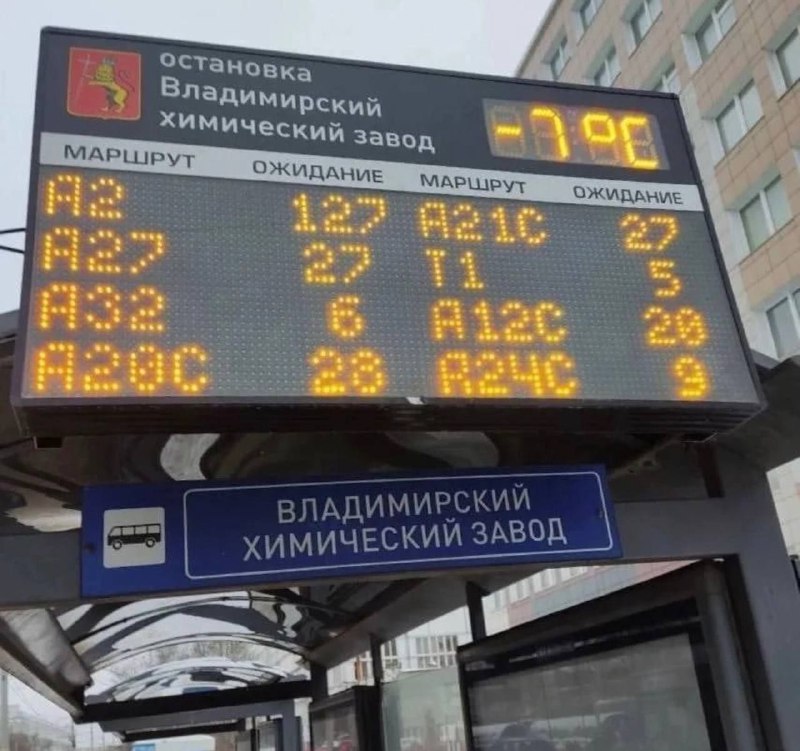 остановка
Владимирский
химический завод
-7°C
МАРШРУТ ОЖИДАНИЕ МАРШРУТ ОЖИДАНИЕ
А2 127 А21С 27
А27 27 Т1 5
А32 6 А12С 20
А20С 28 А24С 9
ВЛАДИМИРСКИЙ
ХИМИЧЕСКИЙ ЗАВОД